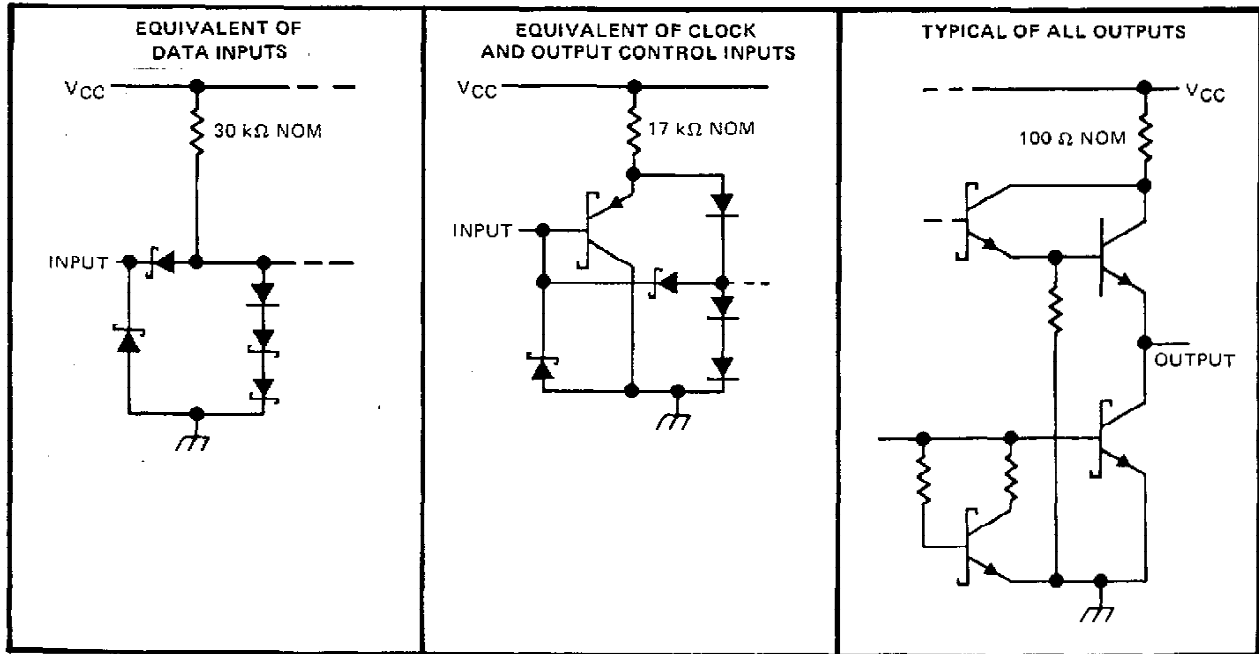 EQUIVALENT OF
DATA INPUTS
VCC
30 kΩ NOM
INPUT
EQUIVALENT OF CLOCK
AND OUTPUT CONTROL INPUTS
VCC
17 kΩ NOM
INPUT
TYPICAL OF ALL OUTPUTS
VCC
100 Ω NOM
OUTPUT